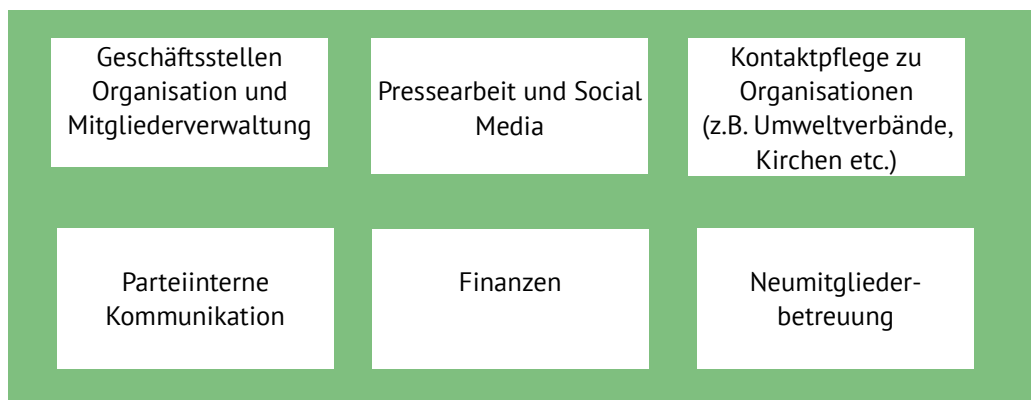 Geschäftsstellen
Organisation und
Mitgliederverwaltung
Pressearbeit und Social
Media
Kontaktpflege zu
Organisationen
(z.B. Umweltverbände,
Kirchen etc.)
Parteiinterne
Kommunikation
Finanzen
Neumitglieder-
betreuung